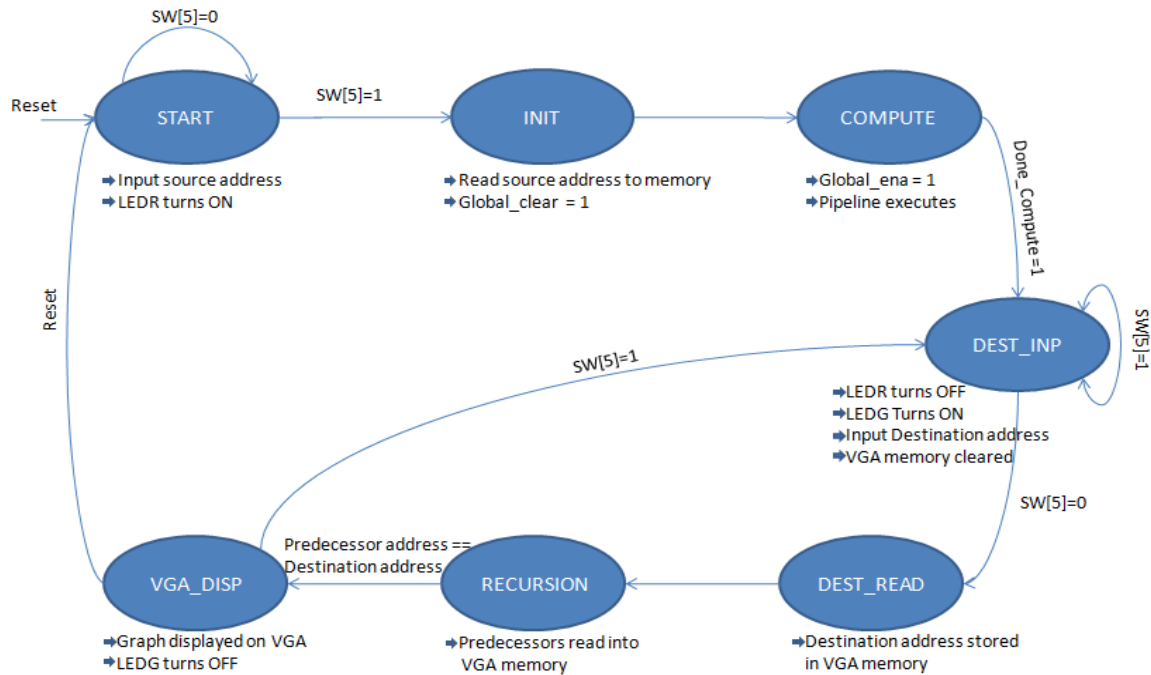 SW[5]=0
Reset
START
SW[5]=1
INIT
COMPUTE
Input source address
LEDR turns ON
Read source address to memory
Global_clear = 1
Global_ena = 1
Pipeline executes
Done_Compute =1
Reset
SW[5]=1
DEST_INP
SW[5]=1
LEDR turns OFF
LEDG Turns ON
Input Destination address
VGA memory cleared
SW[5]=0
Predecessor address ==
Destination address
VGA_DISP
RECURSION
DEST_READ
Graph displayed on VGA
LEDG turns OFF
Predecessors read into
VGA memory
Destination address stored
in VGA memory